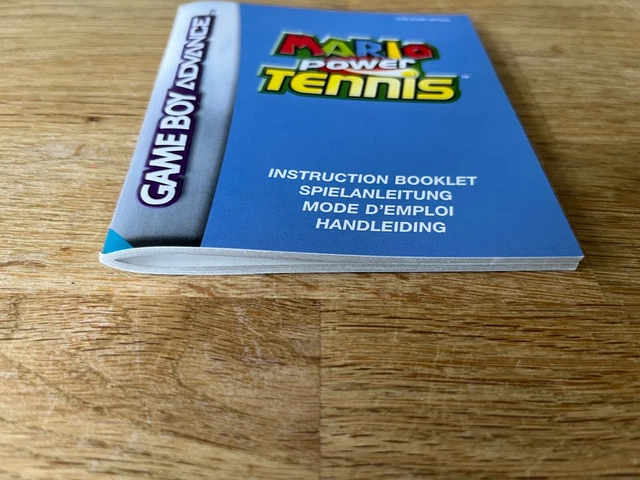 GAME BOY ADVANCE
MARIO
POWER
TENNIS
INSTRUCTION BOOKLET
SPIELANLEITUNG
MODE D'EMPLOI
HANDLEIDING